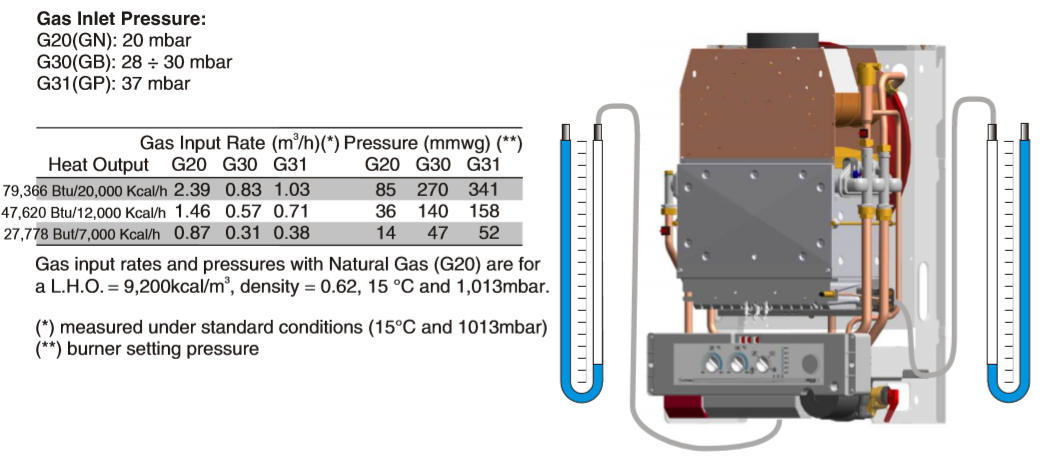 Gas Inlet Pressure:
G20(GN): 20 mbar
G30(GB): 28 ÷ 30 mbar
G31(GP): 37 mbar
Gas Input Rate (m³/h)(*) Pressure (mmwg) (**)
Heat Output G20 G30 G31 G20 G30 G31
79,366 Btu/20,000 Kcal/h 2.39 0.83 1.03 85 270 341
47,620 Btu/12,000 Kcal/h 1.46 0.57 0.71 36 140 158
27,778 But/7,000 Kcal/h 0.87 0.31 0.38 14 47 52
Gas input rates and pressures with Natural Gas (G20) are for
a L.H.O. = 9,200kcal/m³, density = 0.62, 15 °C and 1,013mbar.
(*) measured under standard conditions (15°C and 1013mbar)
(**) burner setting pressure